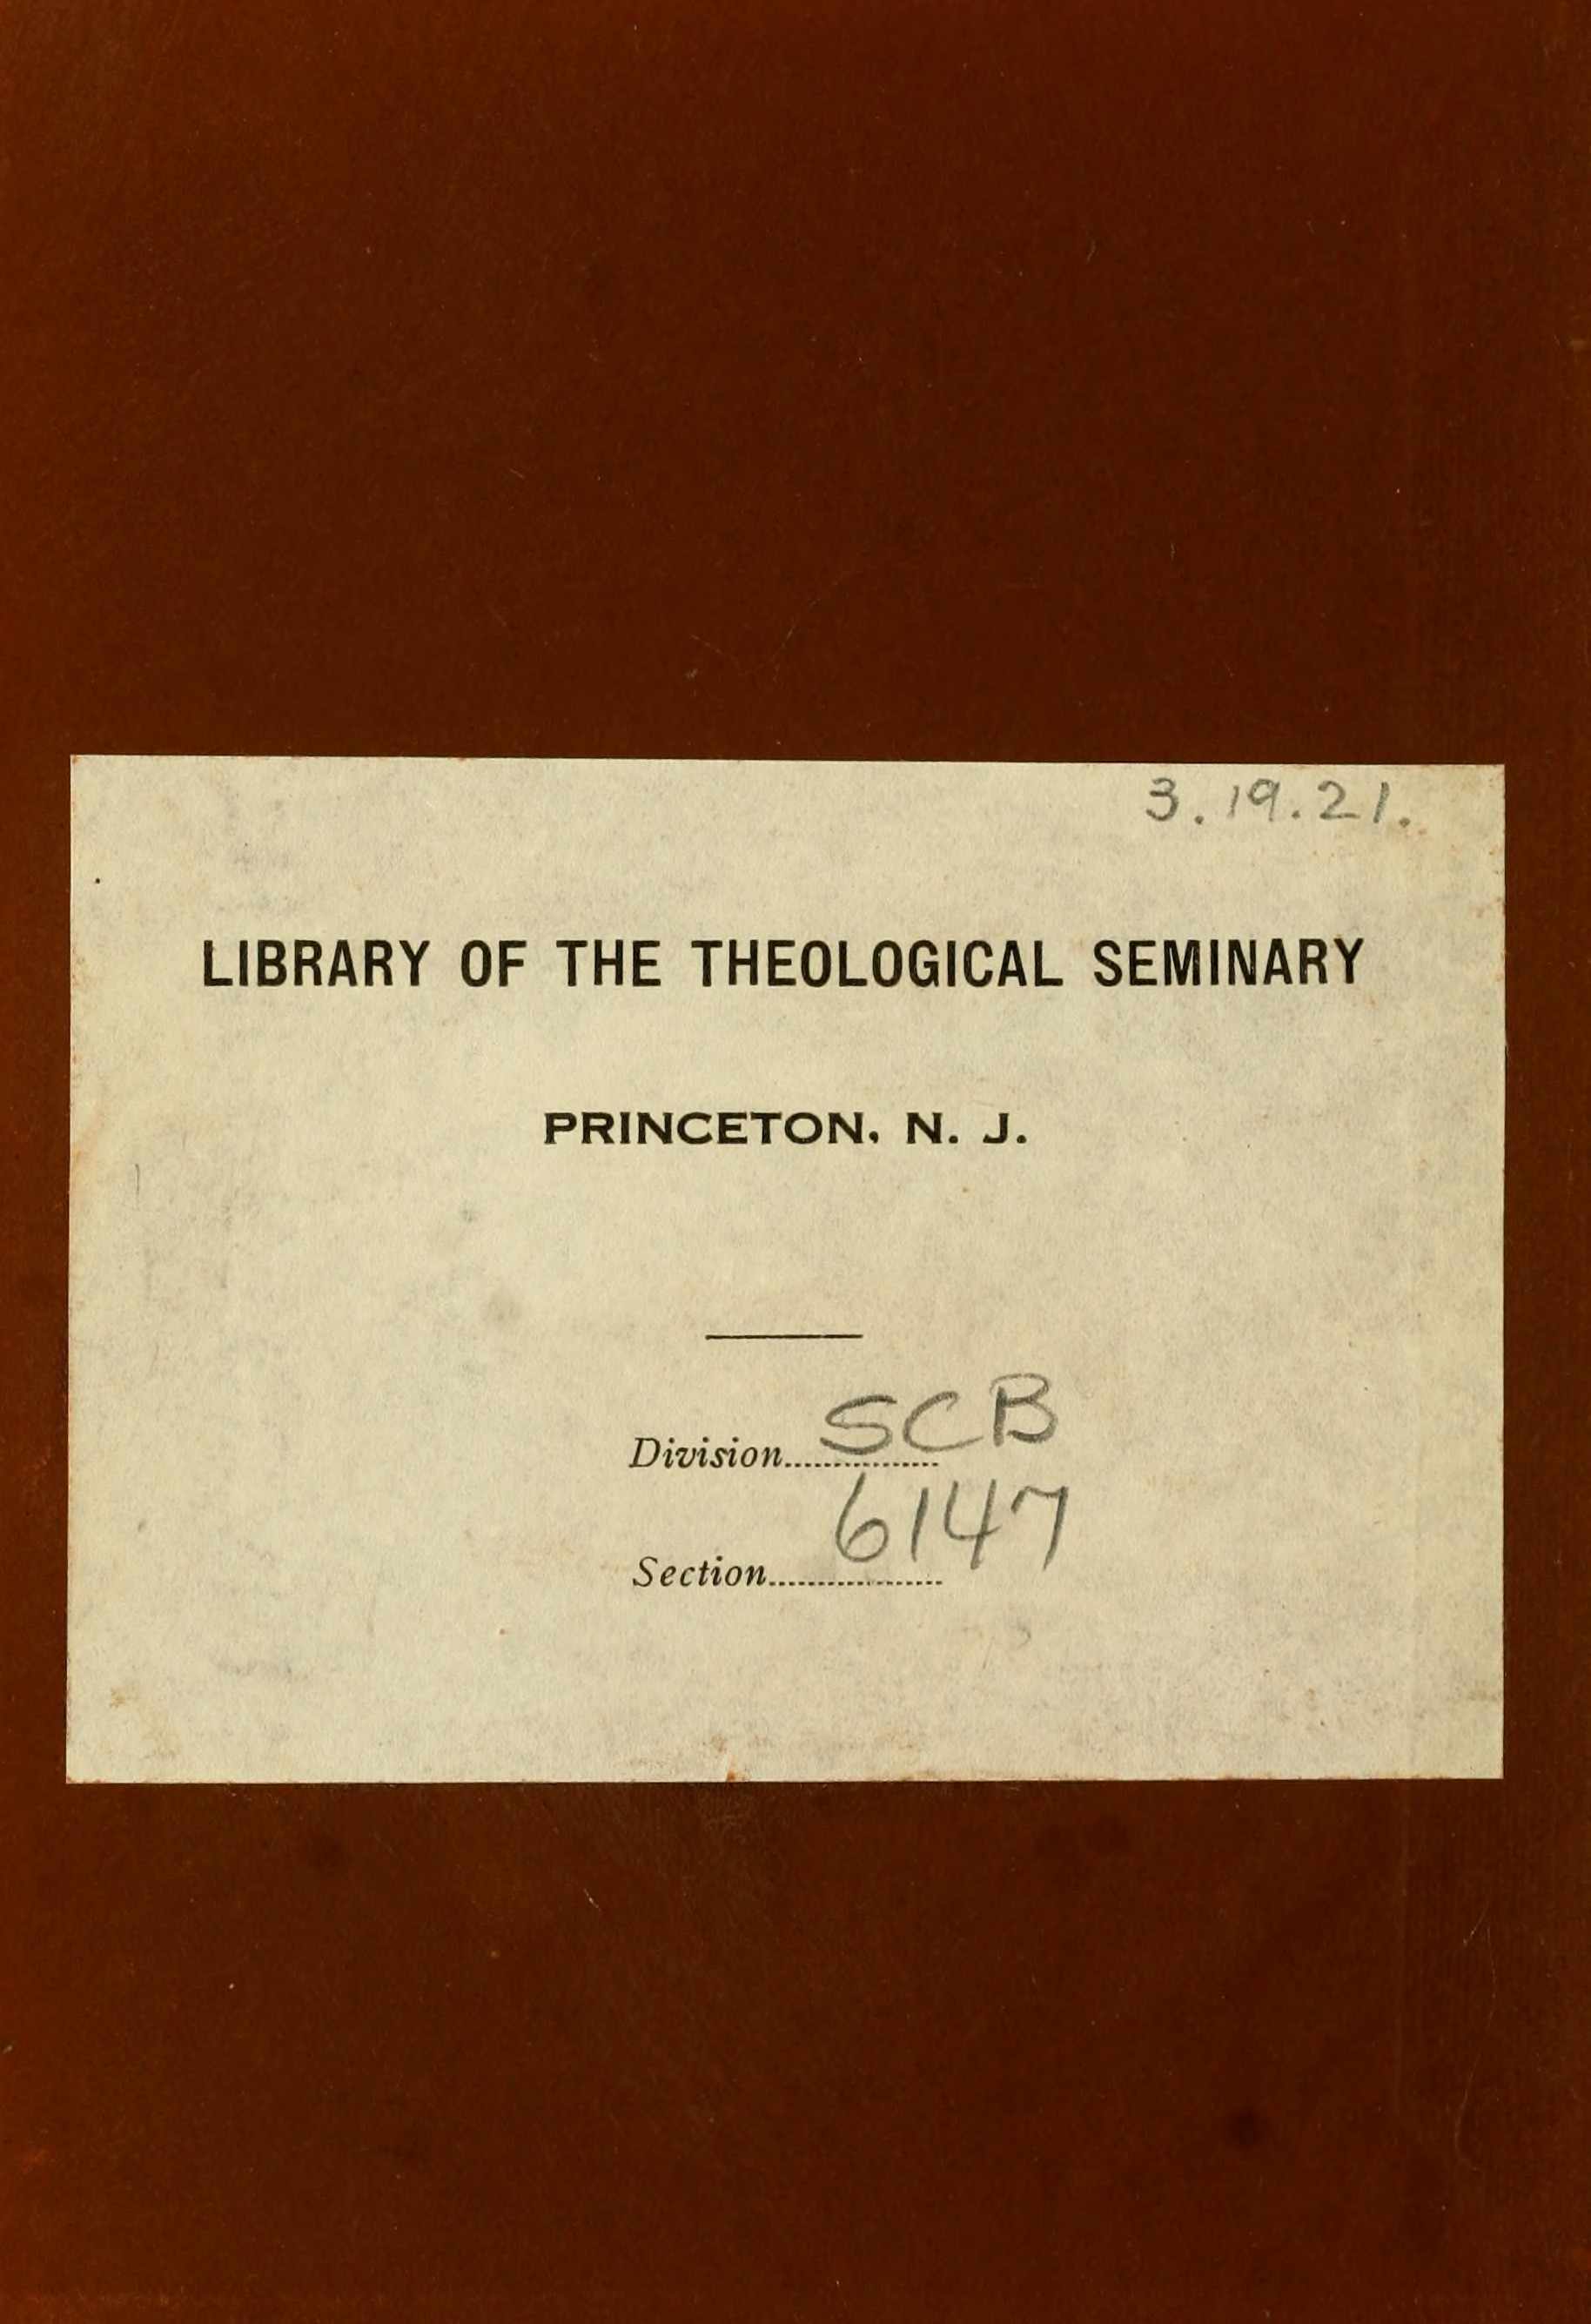 3.19.21.
LIBRARY OF THE THEOLOGICAL SEMINARY
PRINCETON. N. J.
Division SCB
Section 6147